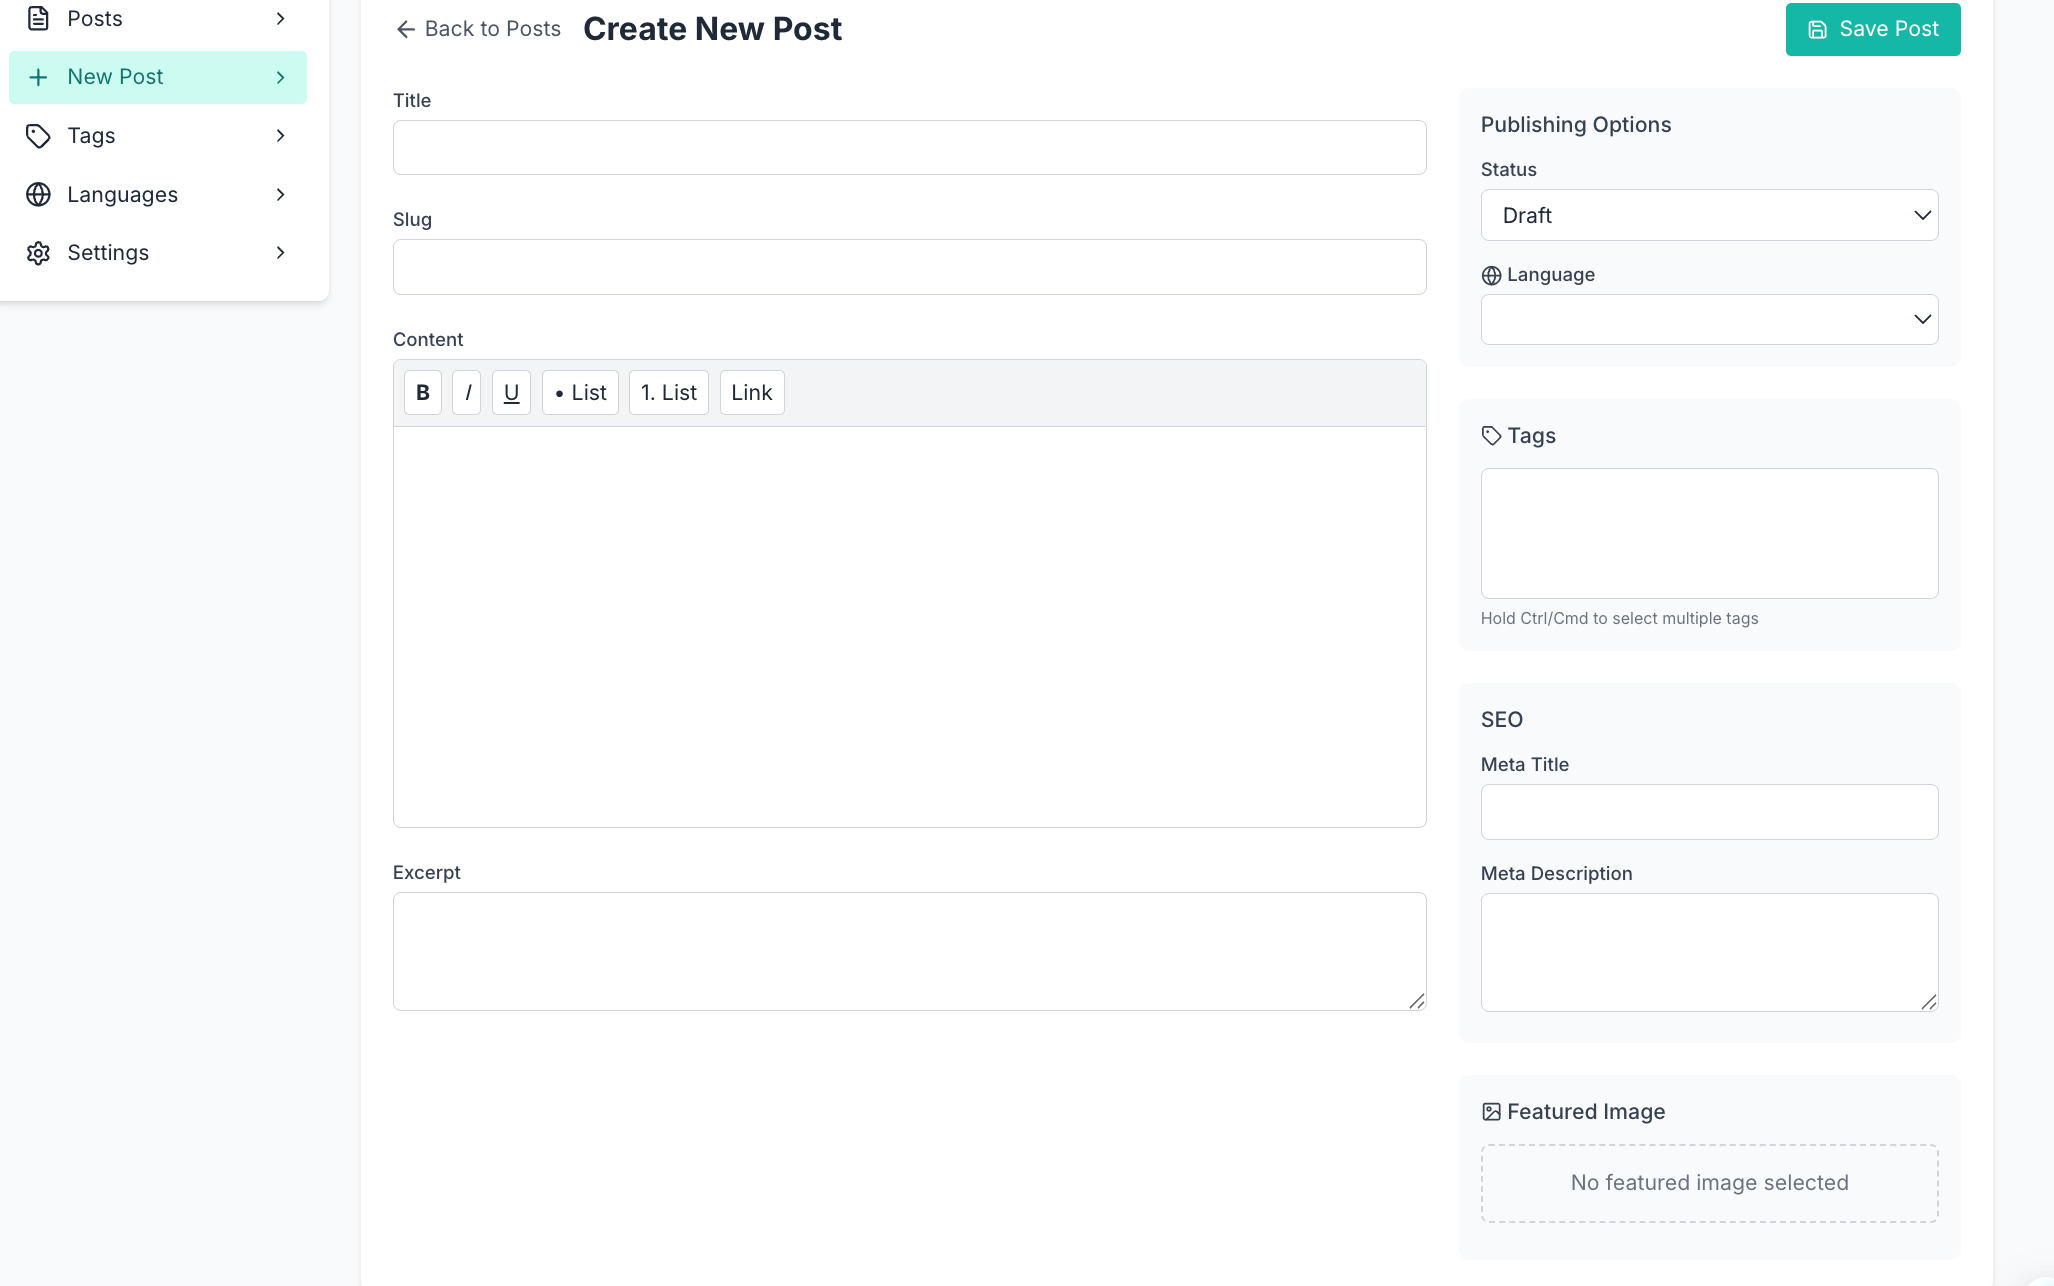 Posts
New Post
Tags
Languages
Settings
Back to Posts
Create New Post
Save Post
Title
Slug
Content
B
I
U
• List
1. List
Link
Excerpt
Publishing Options
Status
Draft
Language
Tags
Hold Ctrl/Cmd to select multiple tags
SEO
Meta Title
Meta Description
Featured Image
No featured image selected